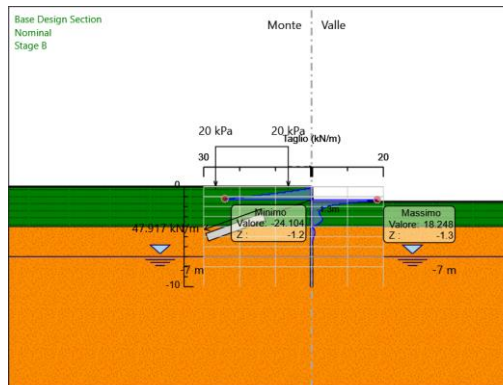 Base Design Section
Nominal
Stage B
Monte
Valle
20 kPa
20 kPa
Taglio (kN/m)
30
20
0
Minimo
Valore: -24.104
Z : -1.2
Massimo
Valore: 18.248
Z : -1.3
47.917 kN/m
-7 m
-7 m
-10